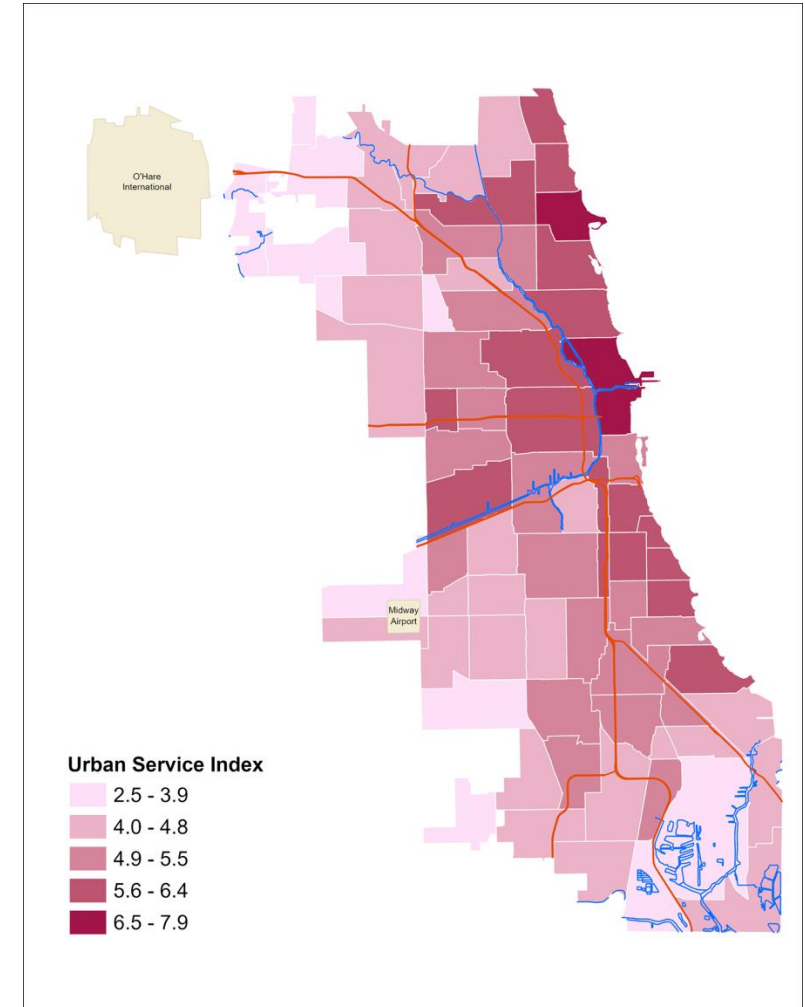 O'Hare
International
Midway
Airport
Urban Service Index
2.5 - 3.9
4.0 - 4.8
4.9 - 5.5
5.6 - 6.4
6.5 - 7.9